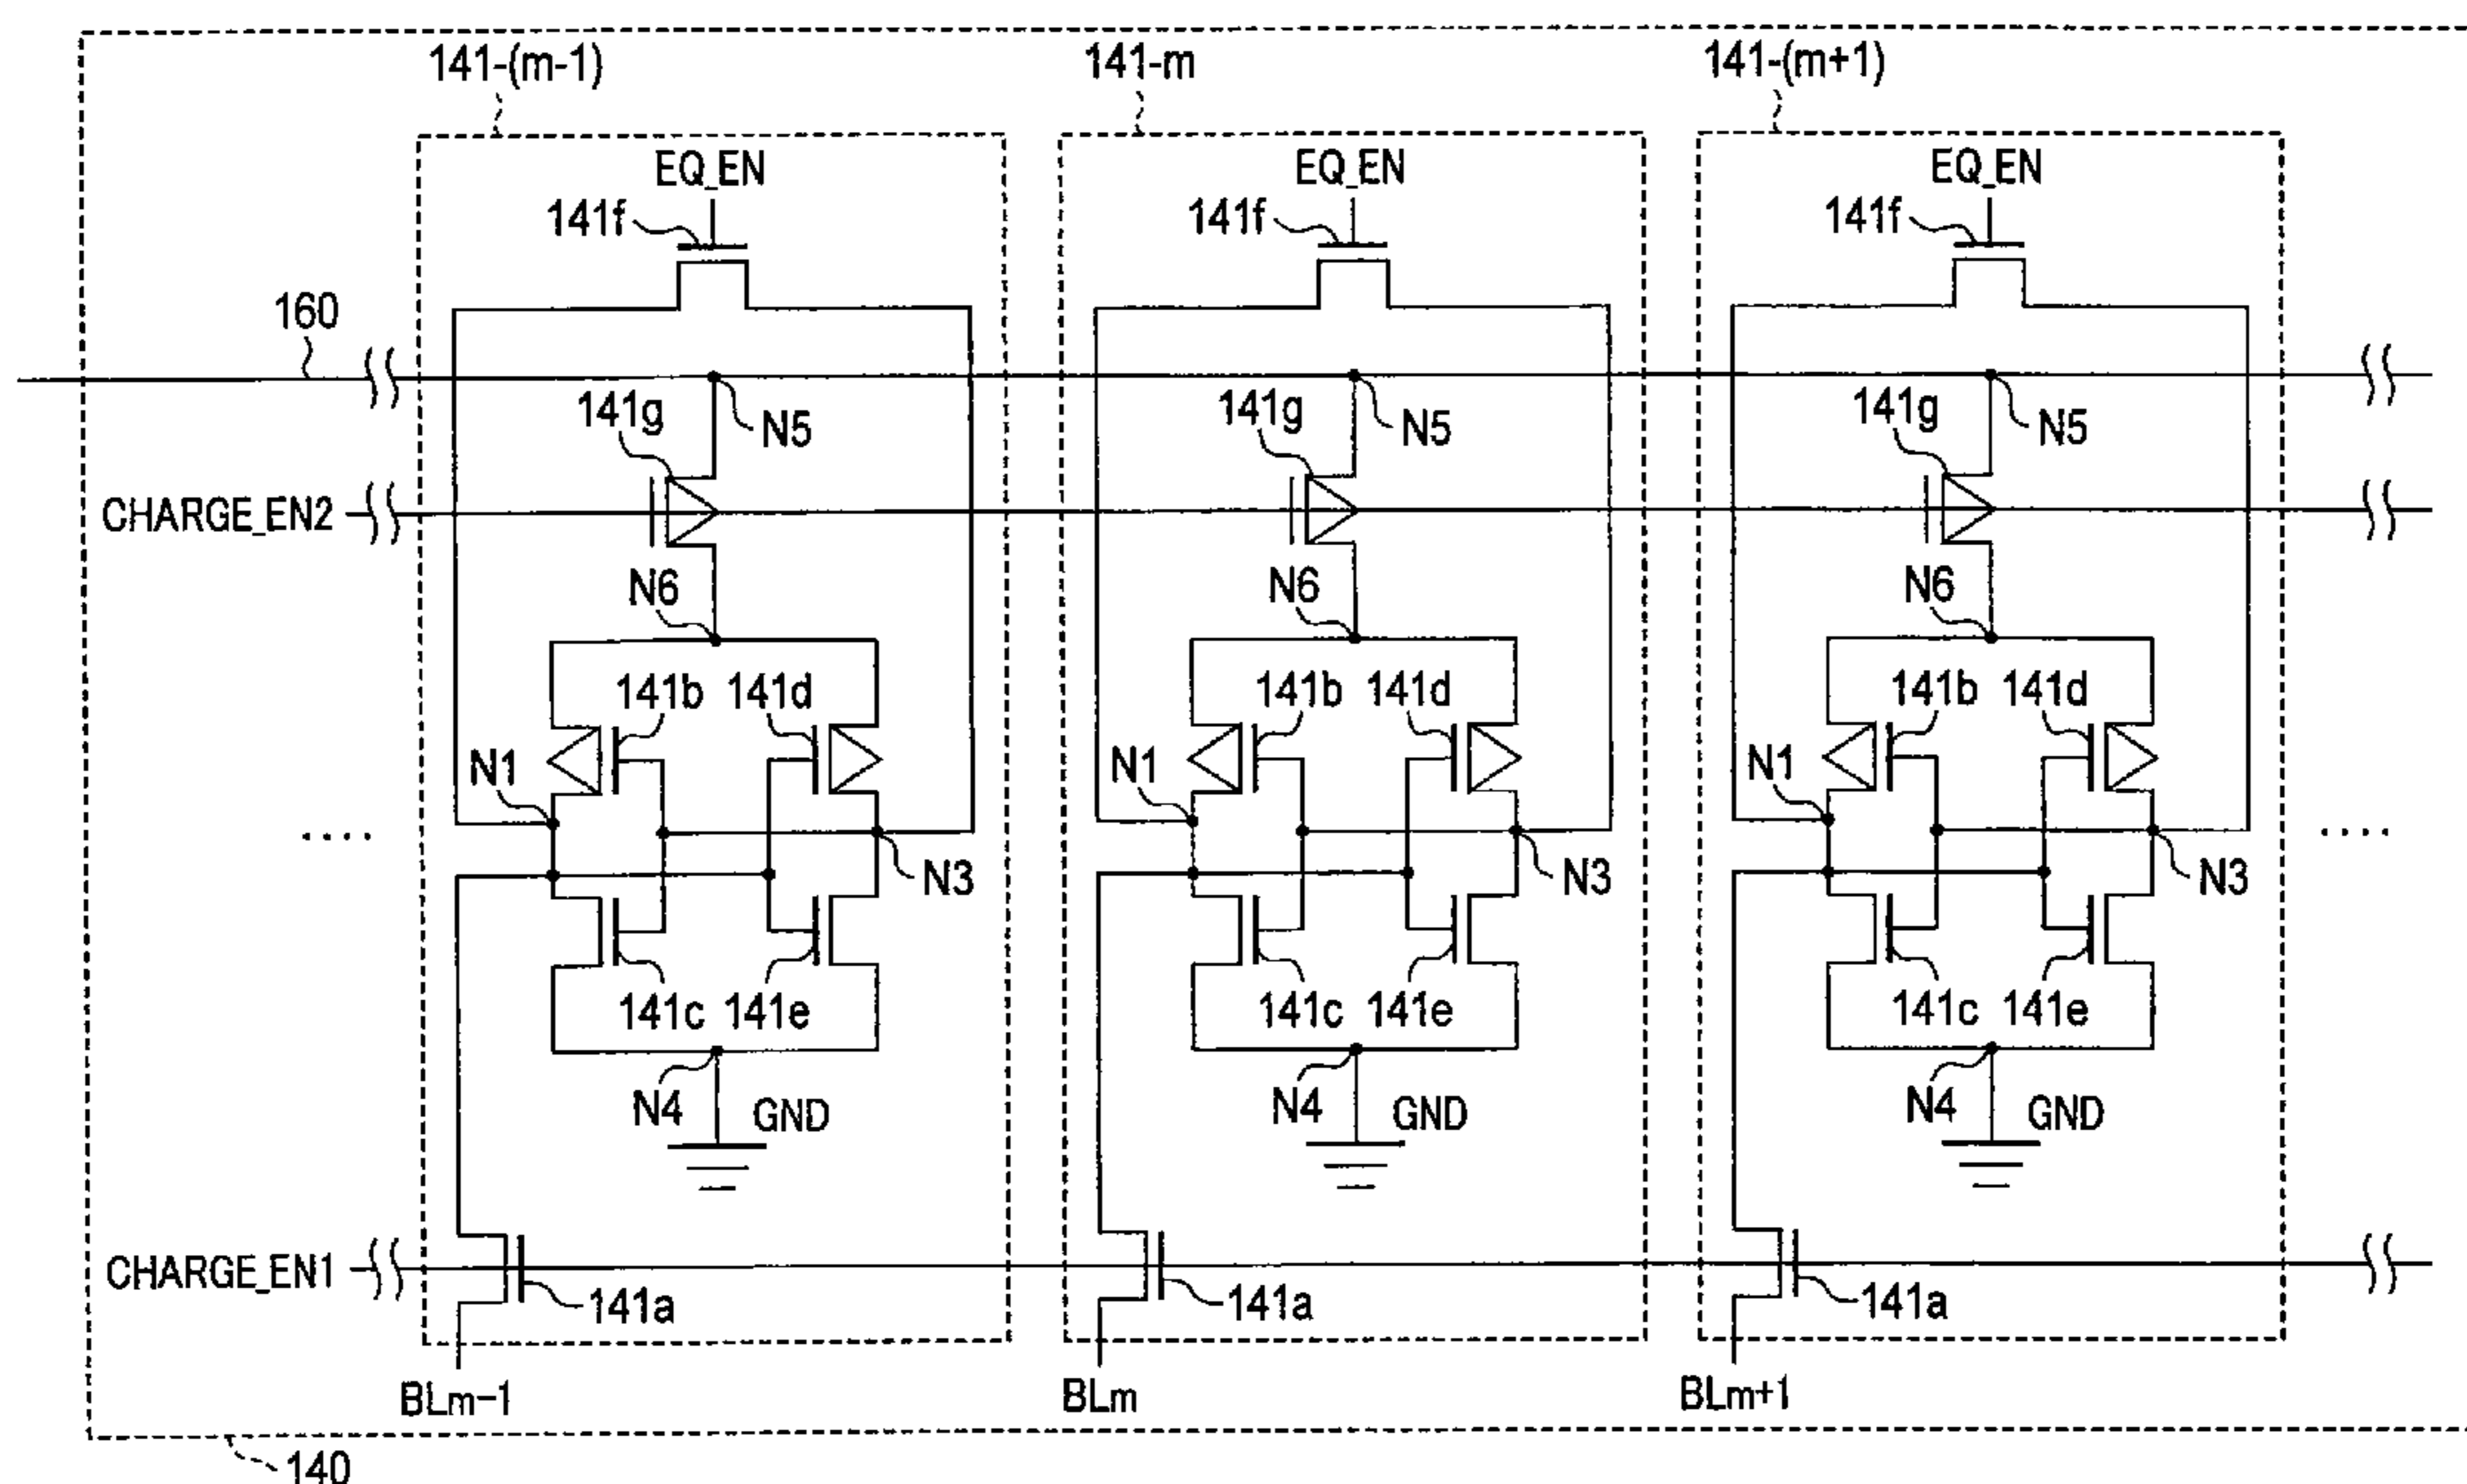 141-(m-1) 141-m 141-(m+1)
EQ_EN EQ_EN EQ_EN
141f 141f 141f
160
141g N5 141g N5 141g N5
CHARGE_EN2
N6 N6 N6
141b 141d 141b 141d 141b 141d
N1 N1 N1
.... ....
N3 N3 N3
141c 141e 141c 141e 141c 141e
N4 GND N4 GND N4 GND
CHARGE_EN1
141a 141a 141a
BLm-1 BLm BLm+1
140